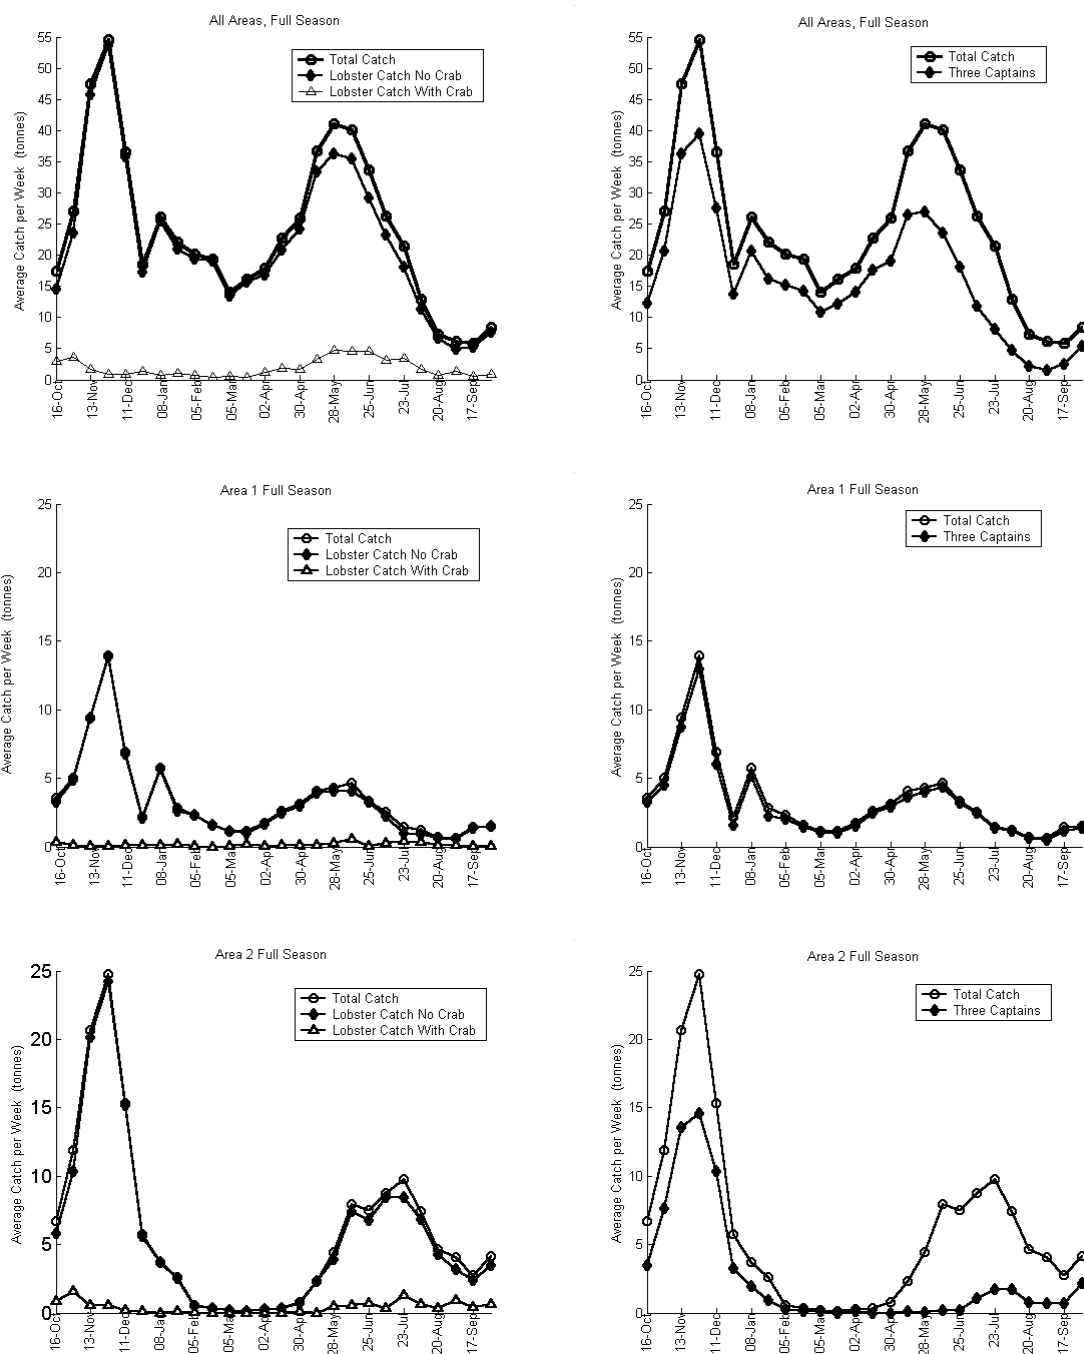 All Areas, Full Season
Average Catch per Week (tonnes)
55
50
45
40
35
30
25
20
15
10
5
0
Total Catch
Lobster Catch No Crab
Lobster Catch With Crab
16-Oct
13-Nov
11-Dec
08-Jan
05-Feb
05-Mar
02-Apr
30-Apr
28-May
25-Jun
23-Jul
20-Aug
17-Sep
All Areas, Full Season
Average Catch per Week (tonnes)
55
50
45
40
35
30
25
20
15
10
5
0
Total Catch
Three Captains
16-Oct
13-Nov
11-Dec
08-Jan
05-Feb
05-Mar
02-Apr
30-Apr
28-May
25-Jun
23-Jul
20-Aug
17-Sep
Area 1 Full Season
Average Catch per Week (tonnes)
25
20
15
10
5
0
Total Catch
Lobster Catch No Crab
Lobster Catch With Crab
16-Oct
13-Nov
11-Dec
08-Jan
05-Feb
05-Mar
02-Apr
30-Apr
28-May
25-Jun
23-Jul
20-Aug
17-Sep
Area 1 Full Season
Average Catch per Week (tonnes)
25
20
15
10
5
0
Total Catch
Three Captains
16-Oct
13-Nov
11-Dec
08-Jan
05-Feb
05-Mar
02-Apr
30-Apr
28-May
25-Jun
23-Jul
20-Aug
17-Sep
Area 2 Full Season
Average Catch per Week (tonnes)
25
20
15
10
5
0
Total Catch
Lobster Catch No Crab
Lobster Catch With Crab
16-Oct
13-Nov
11-Dec
08-Jan
05-Feb
05-Mar
02-Apr
30-Apr
28-May
25-Jun
23-Jul
20-Aug
17-Sep
Area 2 Full Season
Average Catch per Week (tonnes)
25
20
15
10
5
0
Total Catch
Three Captains
16-Oct
13-Nov
11-Dec
08-Jan
05-Feb
05-Mar
02-Apr
30-Apr
28-May
25-Jun
23-Jul
20-Aug
17-Sep